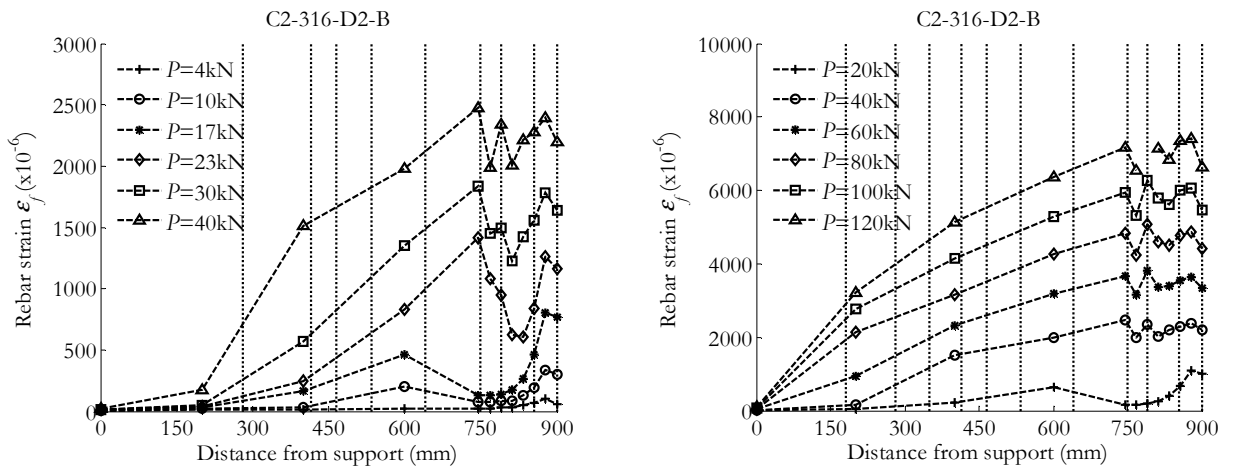 C2-316-D2-B
3000
2500
2000
1500
1000
500
0
Rebar strain εf (x10-6)
P=4kN
P=10kN
P=17kN
P=23kN
P=30kN
P=40kN
0 150 300 450 600 750 900
Distance from support (mm)
C2-316-D2-B
10000
8000
6000
4000
2000
0
Rebar strain εf (x10-6)
P=20kN
P=40kN
P=60kN
P=80kN
P=100kN
P=120kN
0 150 300 450 600 750 900
Distance from support (mm)